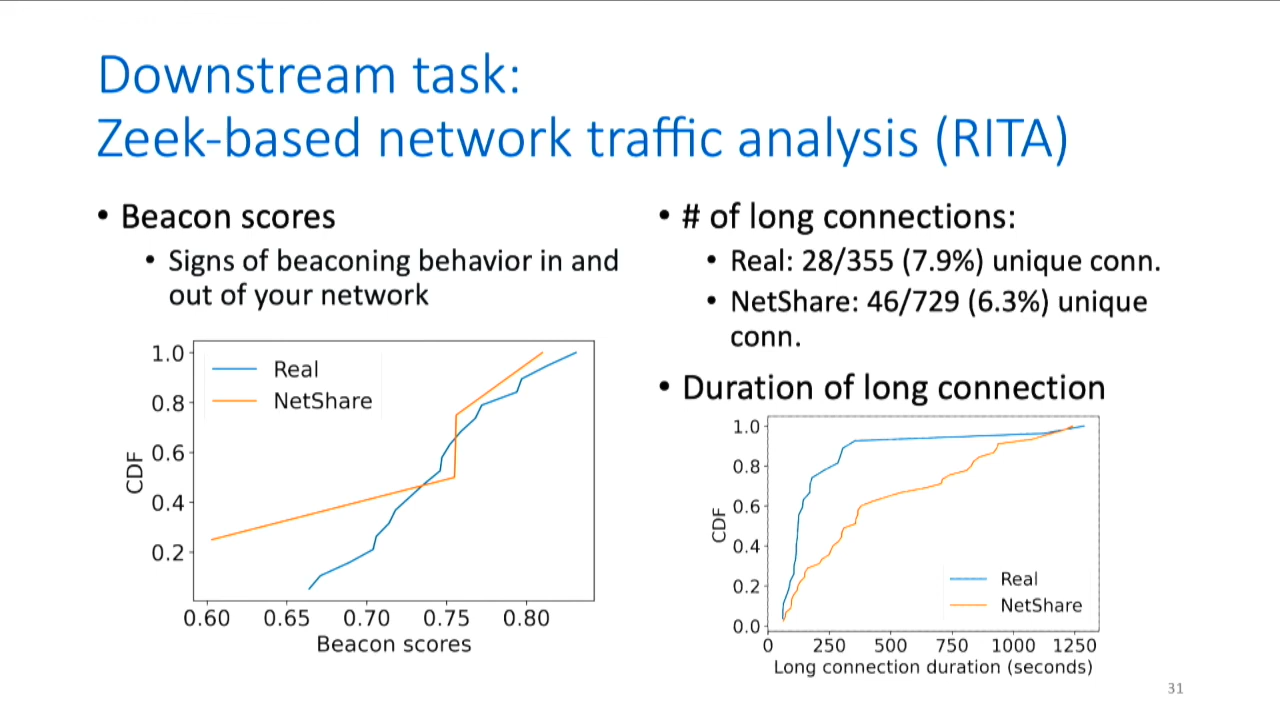 Downstream task:
Zeek-based network traffic analysis (RITA)
• Beacon scores
• Signs of beaconing behavior in and
out of your network
1.0
0.8
0.6
0.4
0.2
CDF
Real
NetShare
0.60 0.65 0.70 0.75 0.80
Beacon scores
• # of long connections:
• Real: 28/355 (7.9%) unique conn.
• NetShare: 46/729 (6.3%) unique
conn.
• Duration of long connection
1.0
0.8
0.6
0.4
0.2
0.0
CDF
Real
NetShare
0 250 500 750 1000 1250
Long connection duration (seconds)
31